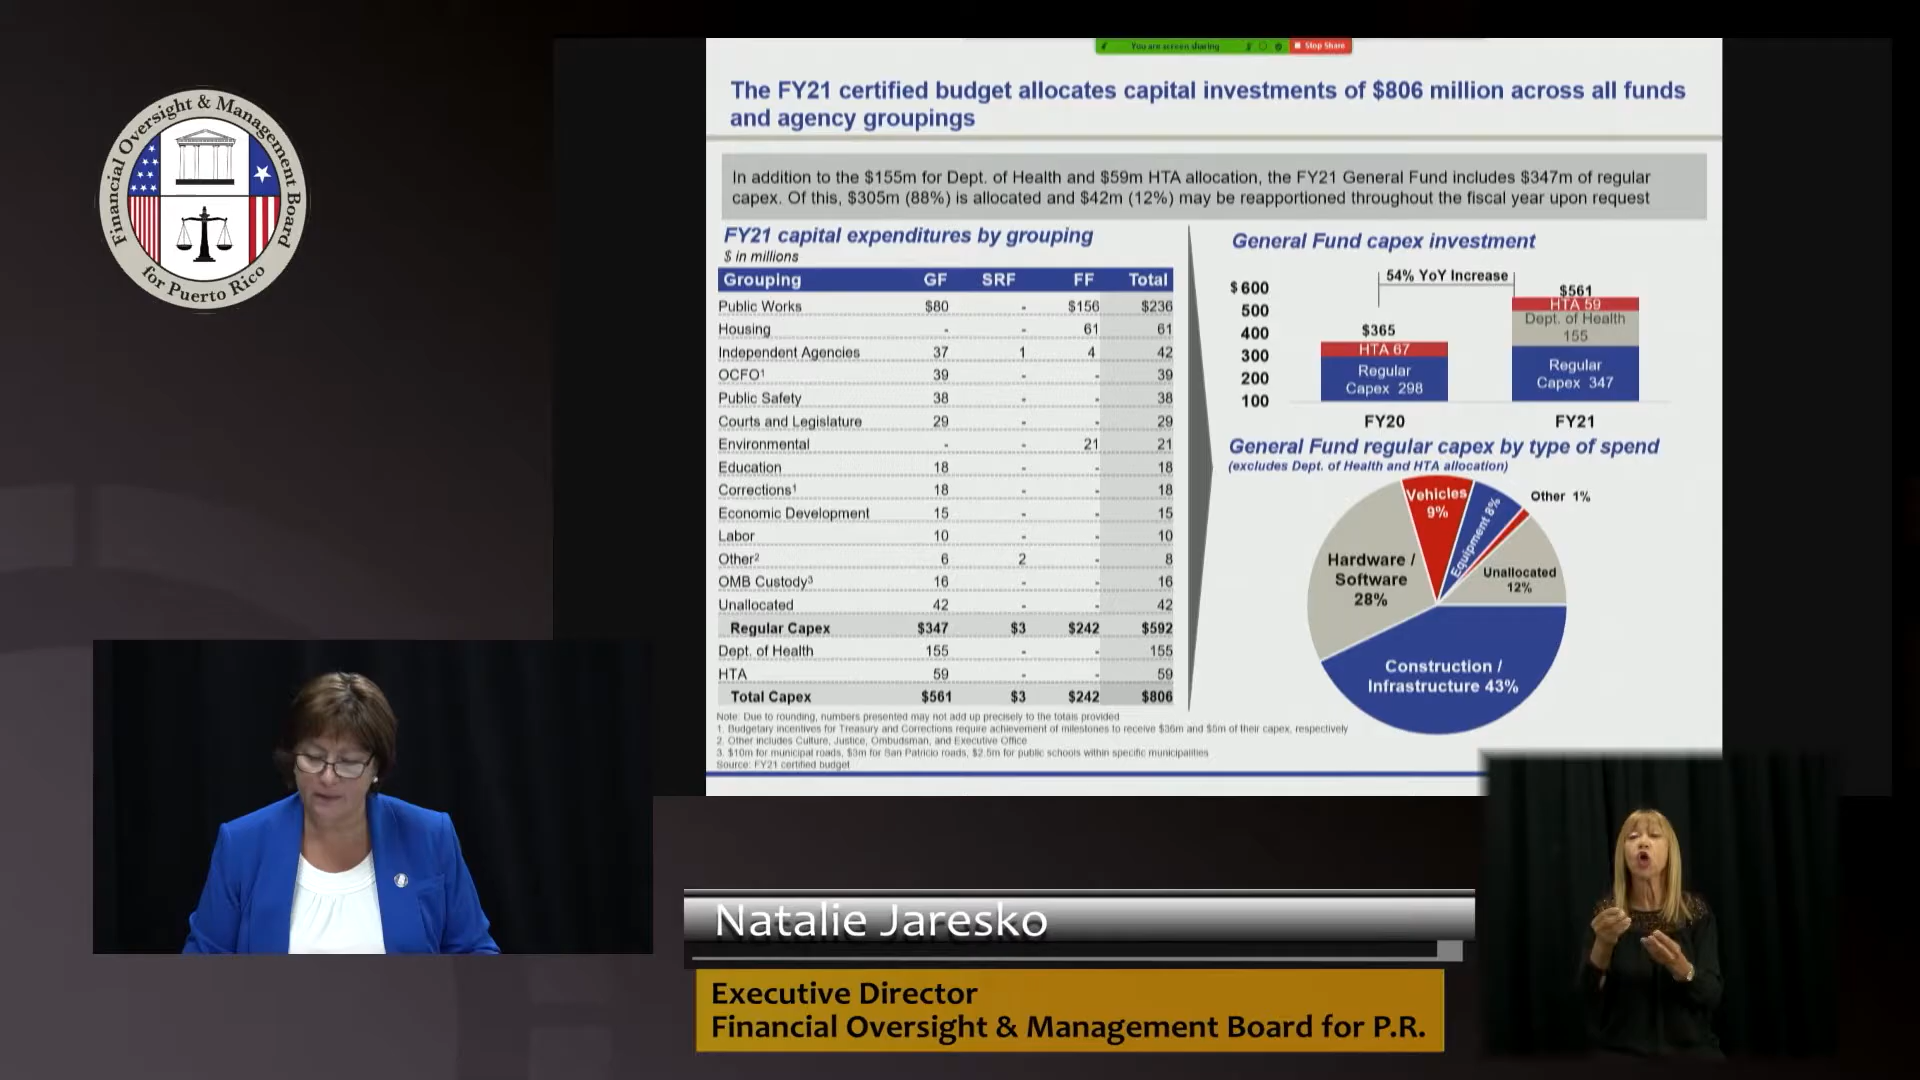 Financial Oversight & Management Board
for Puerto Rico
You are screen sharing
Stop Share
The FY21 certified budget allocates capital investments of $806 million across all funds
and agency groupings
In addition to the $155m for Dept. of Health and $59m HTA allocation, the FY21 General Fund includes $347m of regular
capex. Of this, $305m (88%) is allocated and $42m (12%) may be reapportioned throughout the fiscal year upon request
FY21 capital expenditures by grouping
$ in millions
Grouping GF SRF FF Total
Public Works $80 - $156 $236
Housing - - 61 61
Independent Agencies 37 1 4 42
OCFO¹ 39 - - 39
Public Safety 38 - - 38
Courts and Legislature 29 - - 29
Environmental - - 21 21
Education 18 - - 18
Corrections¹ 18 - - 18
Economic Development 15 - - 15
Labor 10 - - 10
Other² 6 2 - 8
OMB Custody³ 16 - - 16
Unallocated 42 - - 42
Regular Capex $347 $3 $242 $592
Dept. of Health 155 - - 155
HTA 59 - - 59
Total Capex $561 $3 $242 $806
Note: Due to rounding, numbers presented may not add up precisely to the totals provided
1. Budgetary incentives for Treasury and Corrections require achievement of milestones to receive $36m and $5m of their capex, respectively
2. Other includes Culture, Justice, Ombudsman, and Executive Office
3. $10m for municipal roads, $3m for San Patricio roads, $2.5m for public schools within specific municipalities
Source: FY21 certified budget
General Fund capex investment
54% YoY Increase
$600
500
400
300
200
100
$365
HTA 67
Regular
Capex 298
FY20
$561
HTA 59
Dept. of Health
155
Regular
Capex 347
FY21
General Fund regular capex by type of spend
(excludes Dept. of Health and HTA allocation)
Vehicles
9%
Equipment 8%
Other 1%
Hardware /
Software
28%
Unallocated
12%
Construction /
Infrastructure 43%
Natalie Jaresko
Executive Director
Financial Oversight & Management Board for P.R.